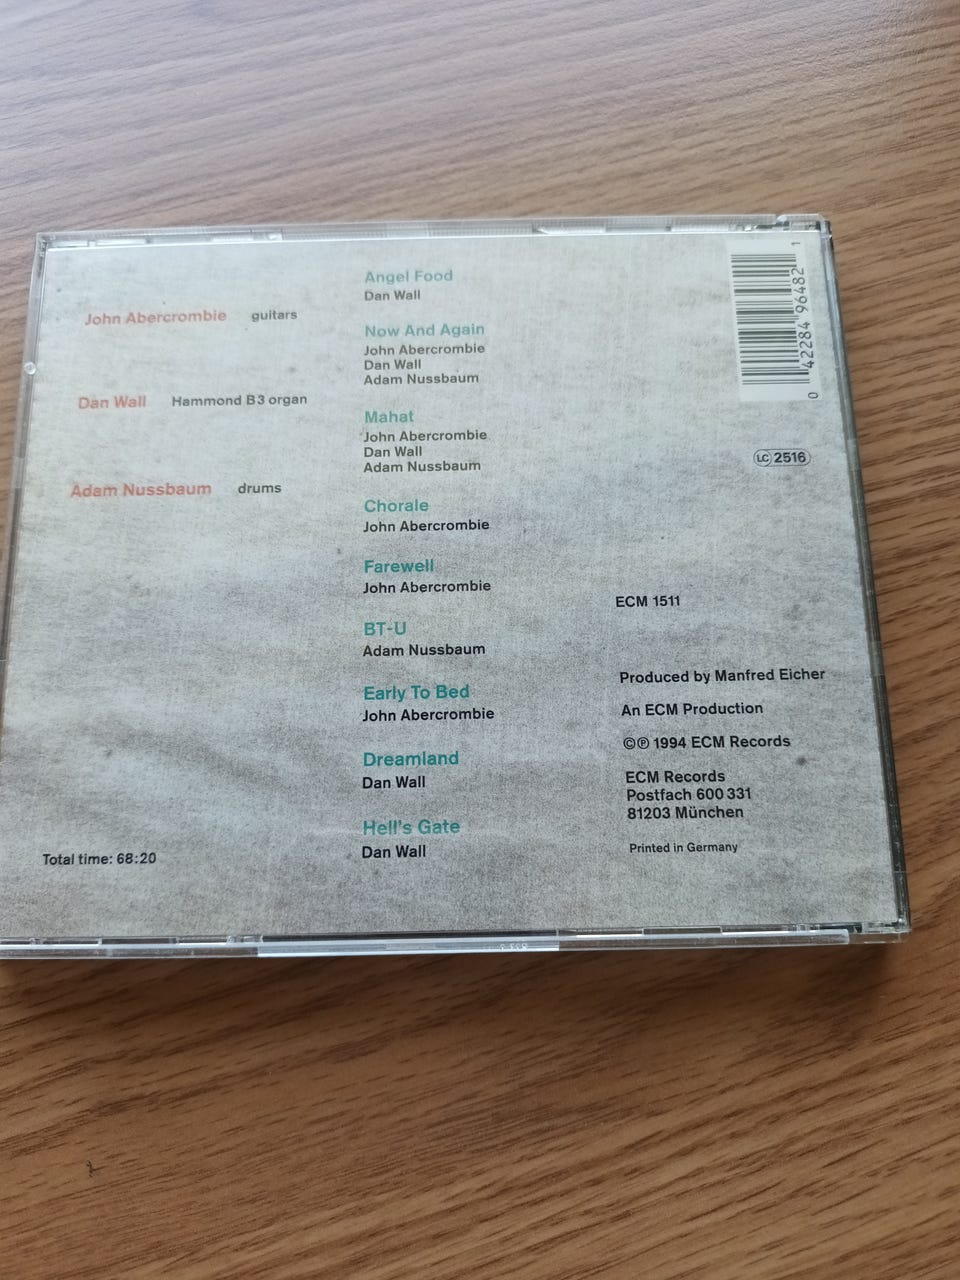 John Abercrombie guitars
Dan Wall Hammond B3 organ
Adam Nussbaum drums
Total time: 68:20
Angel Food
Dan Wall
Now And Again
John Abercrombie
Dan Wall
Adam Nussbaum
Mahat
John Abercrombie
Dan Wall
Adam Nussbaum
Chorale
John Abercrombie
Farewell
John Abercrombie
BT-U
Adam Nussbaum
Early To Bed
John Abercrombie
Dreamland
Dan Wall
Hell's Gate
Dan Wall
0 42284 96482 1
LC 2516
ECM 1511
Produced by Manfred Eicher
An ECM Production
©℗ 1994 ECM Records
ECM Records
Postfach 600 331
81203 München
Printed in Germany